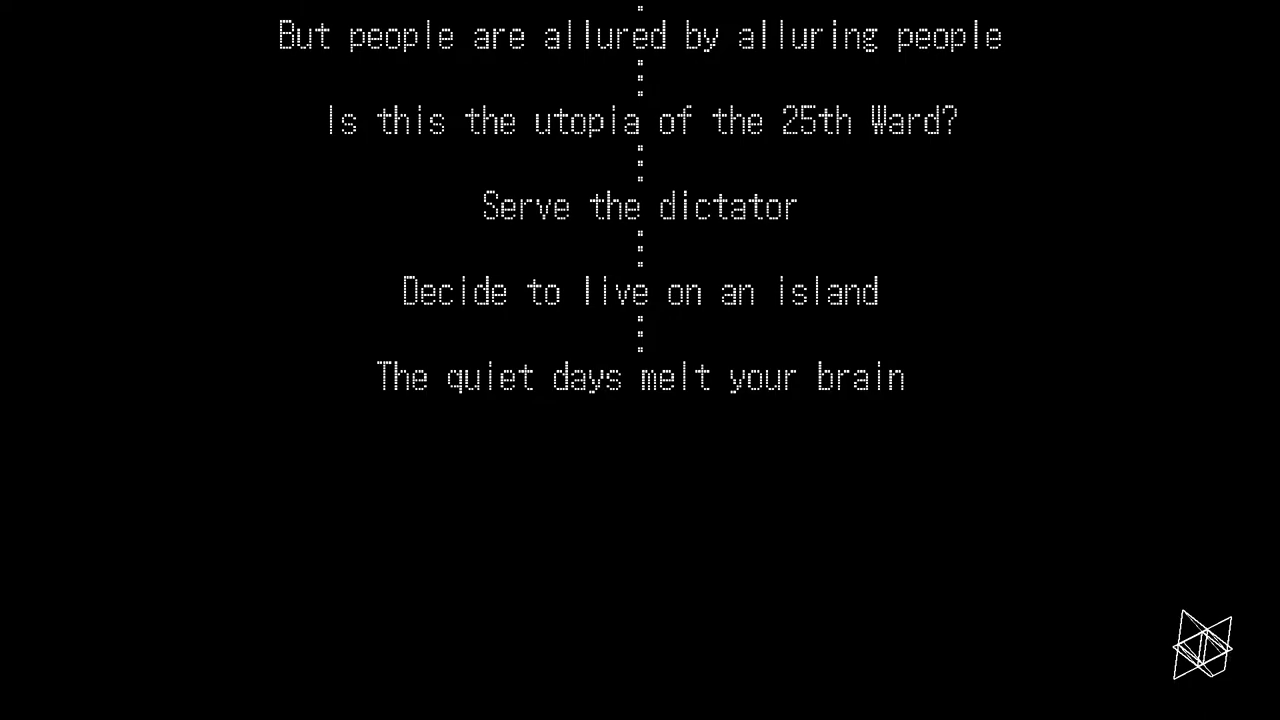 But people are allured by alluring people
Is this the utopia of the 25th Ward?
Serve the dictator
Decide to live on an island
The quiet days melt your brain